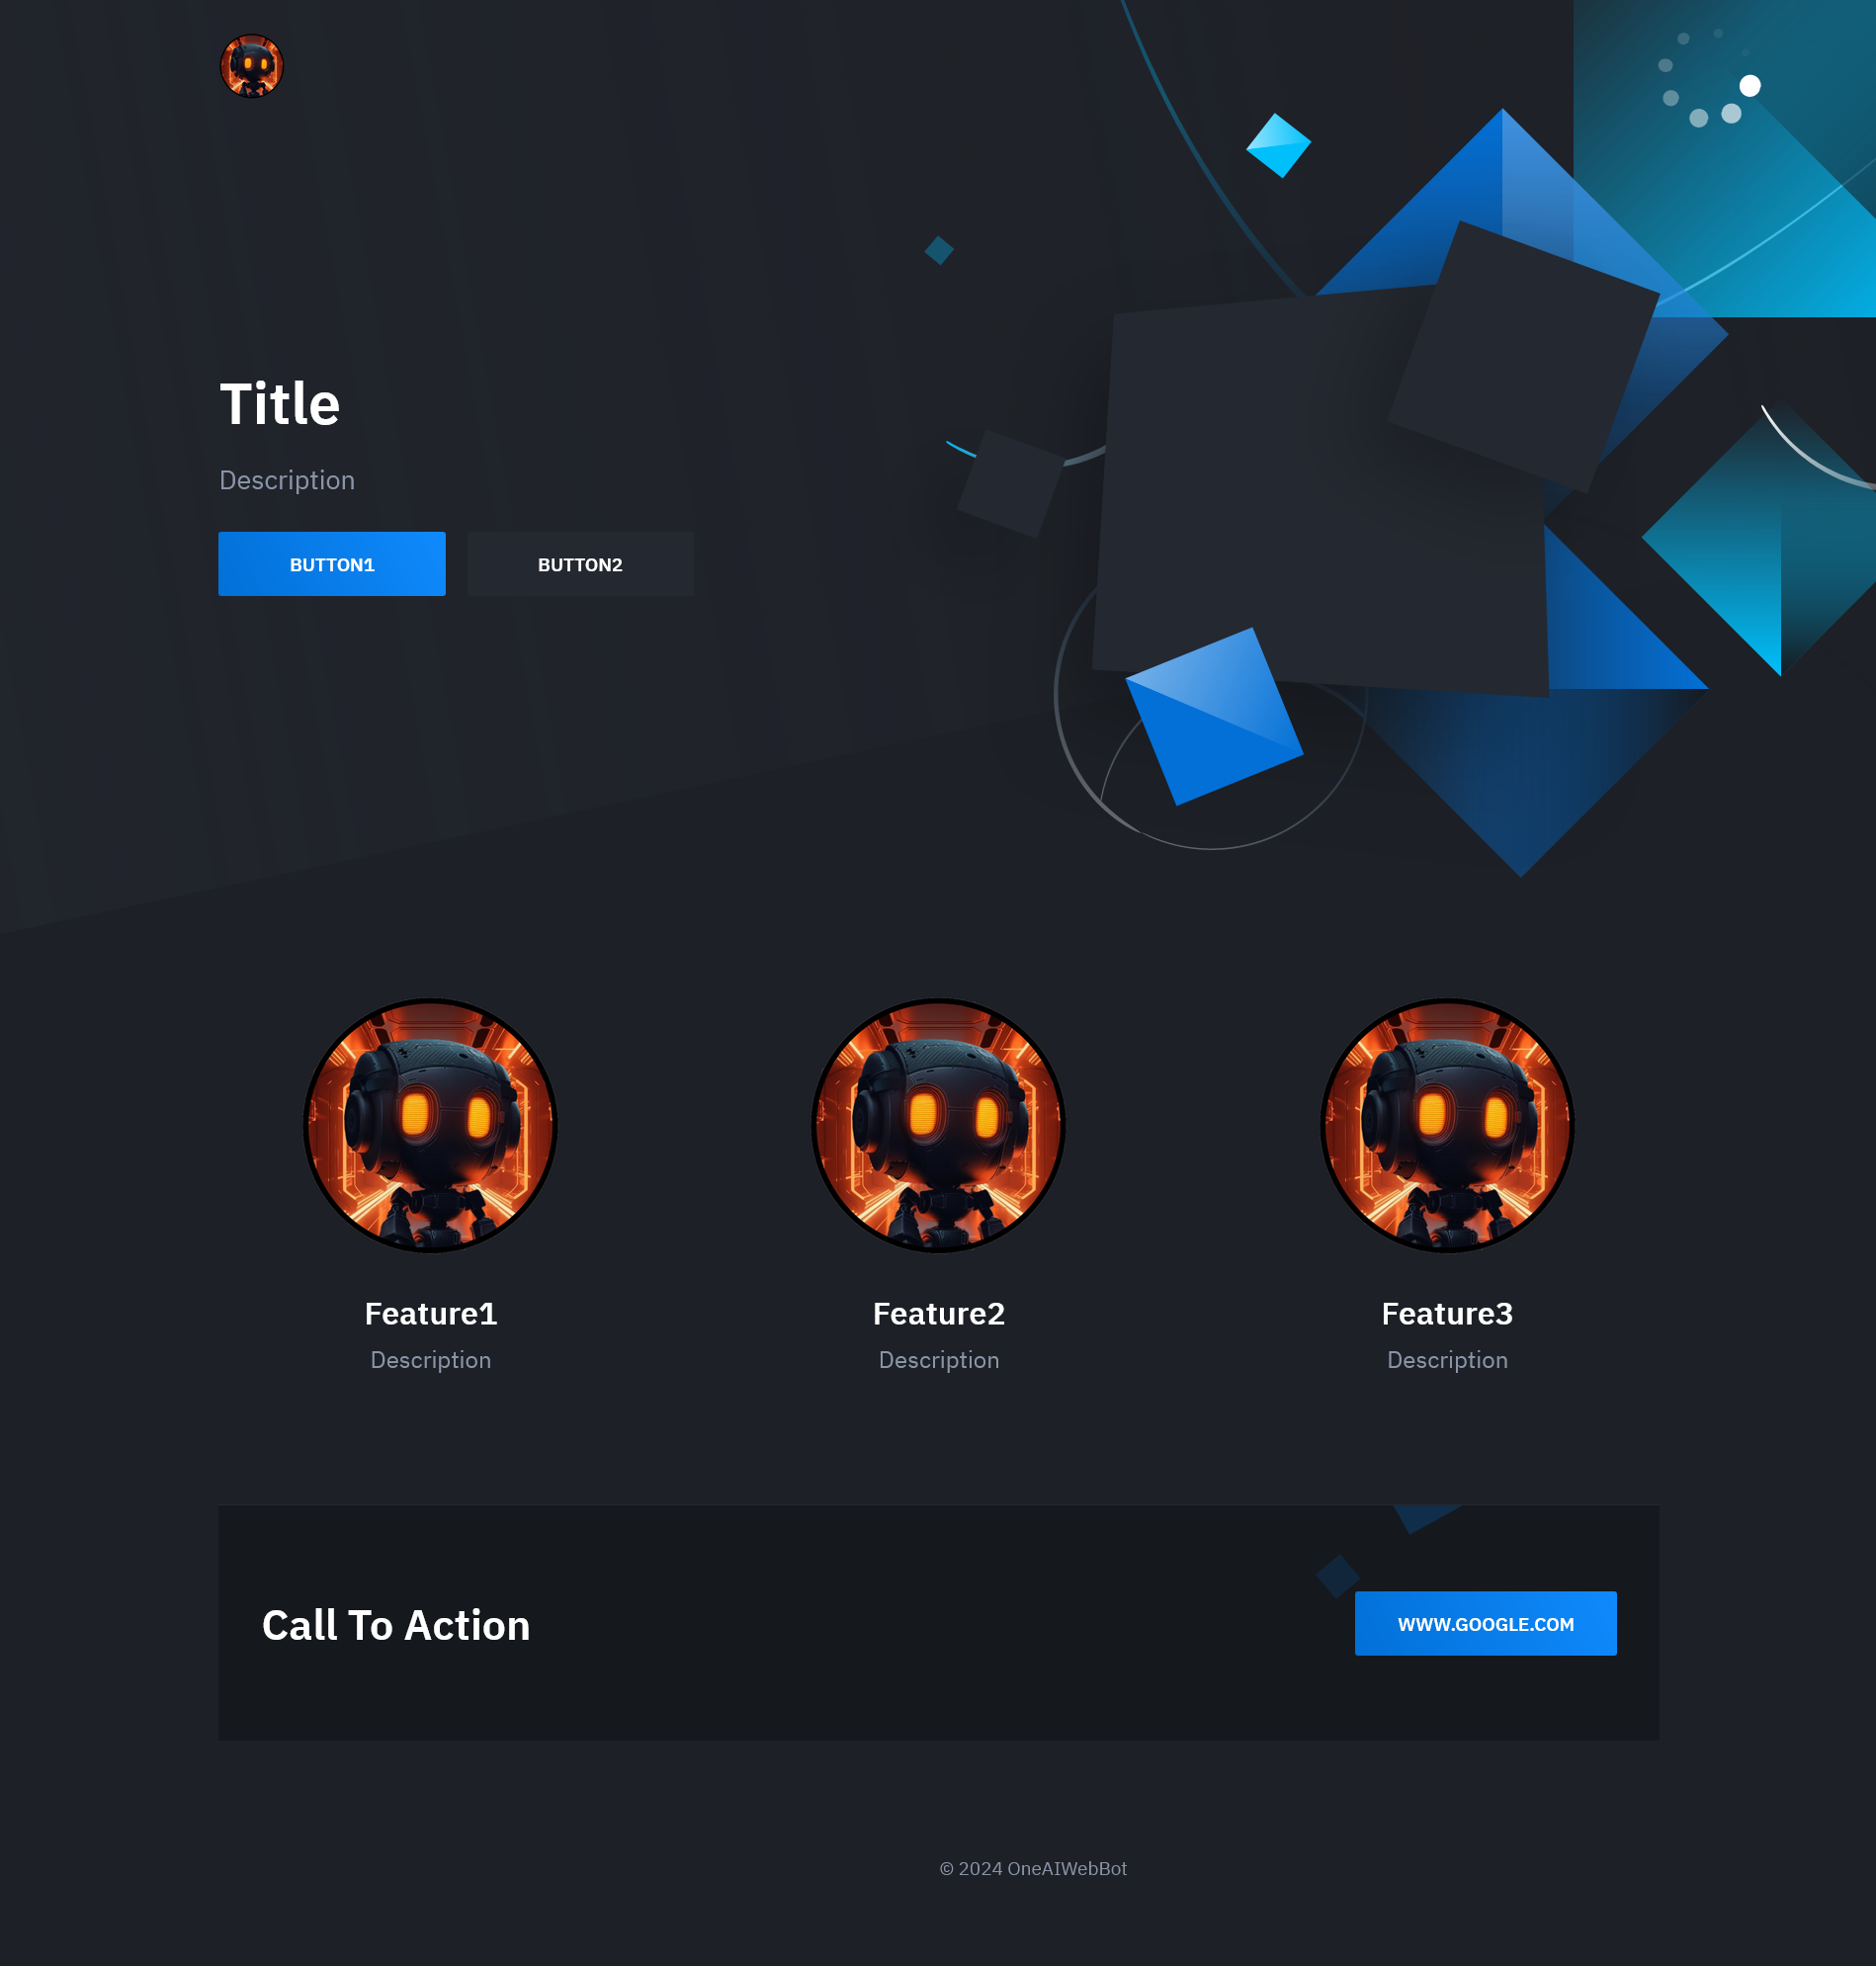 Title
Description
BUTTON1 BUTTON2
Feature1 Feature2 Feature3
Description Description Description
Call To Action
WWW.GOOGLE.COM
© 2024 OneAIWebBot